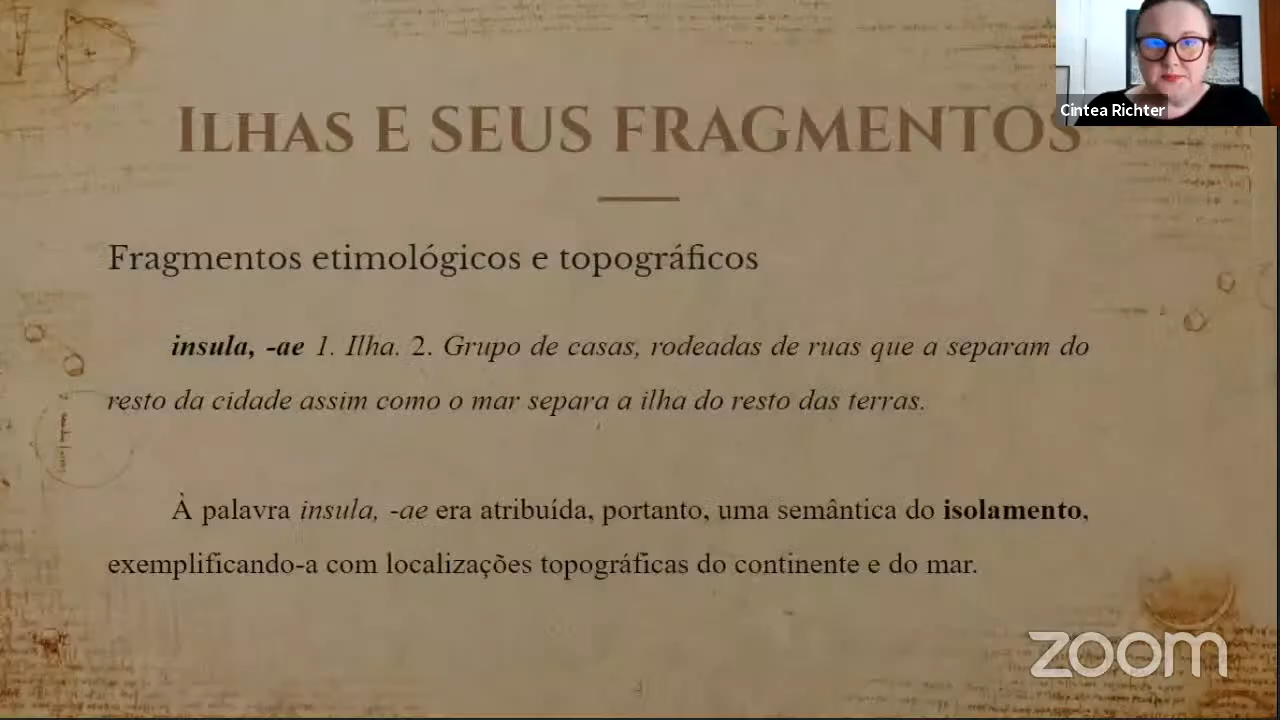 Cintea Richter
ILHAS E SEUS FRAGMENTOS
Fragmentos etimológicos e topográficos
insula, -ae 1. Ilha. 2. Grupo de casas, rodeadas de ruas que a separam do
resto da cidade assim como o mar separa a ilha do resto das terras.
À palavra insula, -ae era atribuída, portanto, uma semântica do isolamento,
exemplificando-a com localizações topográficas do continente e do mar.
zoom